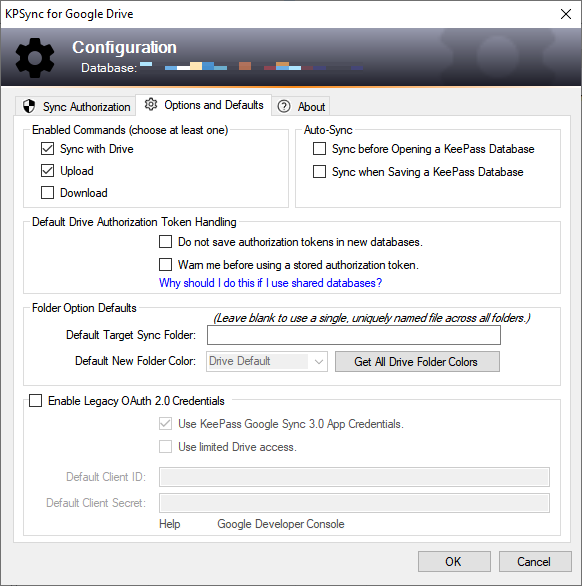 KPSync for Google Drive
Configuration
Database:
Sync Authorization
Options and Defaults
About
Enabled Commands (choose at least one)
Sync with Drive
Upload
Download
Auto-Sync
Sync before Opening a KeePass Database
Sync when Saving a KeePass Database
Default Drive Authorization Token Handling
Do not save authorization tokens in new databases.
Warn me before using a stored authorization token.
Why should I do this if I use shared databases?
Folder Option Defaults
(Leave blank to use a single, uniquely named file across all folders.)
Default Target Sync Folder:
Default New Folder Color:
Drive Default
Get All Drive Folder Colors
Enable Legacy OAuth 2.0 Credentials
Use KeePass Google Sync 3.0 App Credentials.
Use limited Drive access.
Default Client ID:
Default Client Secret:
Help
Google Developer Console
OK
Cancel